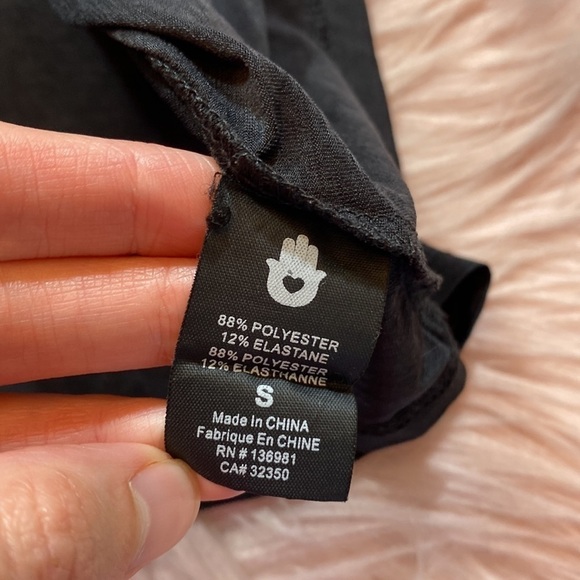 88% POLYESTER
12% ELASTANE
88% POLYESTER
12% ELASTHANNE
S
Made In CHINA
Fabrique En CHINE
RN # 136981
CA# 32350